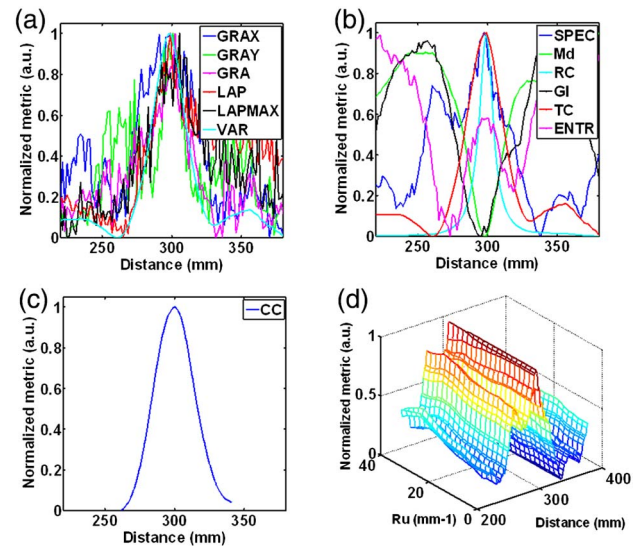 (a)
Normalized metric (a.u.)
1
0.8
0.6
0.4
0.2
0
GRAX
GRAY
GRA
LAP
LAPMAX
VAR
250
300
350
Distance (mm)
(b)
Normalized metric (a.u.)
1
0.8
0.6
0.4
0.2
0
SPEC
Md
RC
GI
TC
ENTR
250
300
350
Distance (mm)
(c)
Normalized metric (a.u.)
1
0.8
0.6
0.4
0.2
0
CC
250
300
350
Distance (mm)
(d)
Normalized metric (a.u.)
1
0.5
0
40
20
0
Ru (mm-1)
200
300
400
Distance (mm)